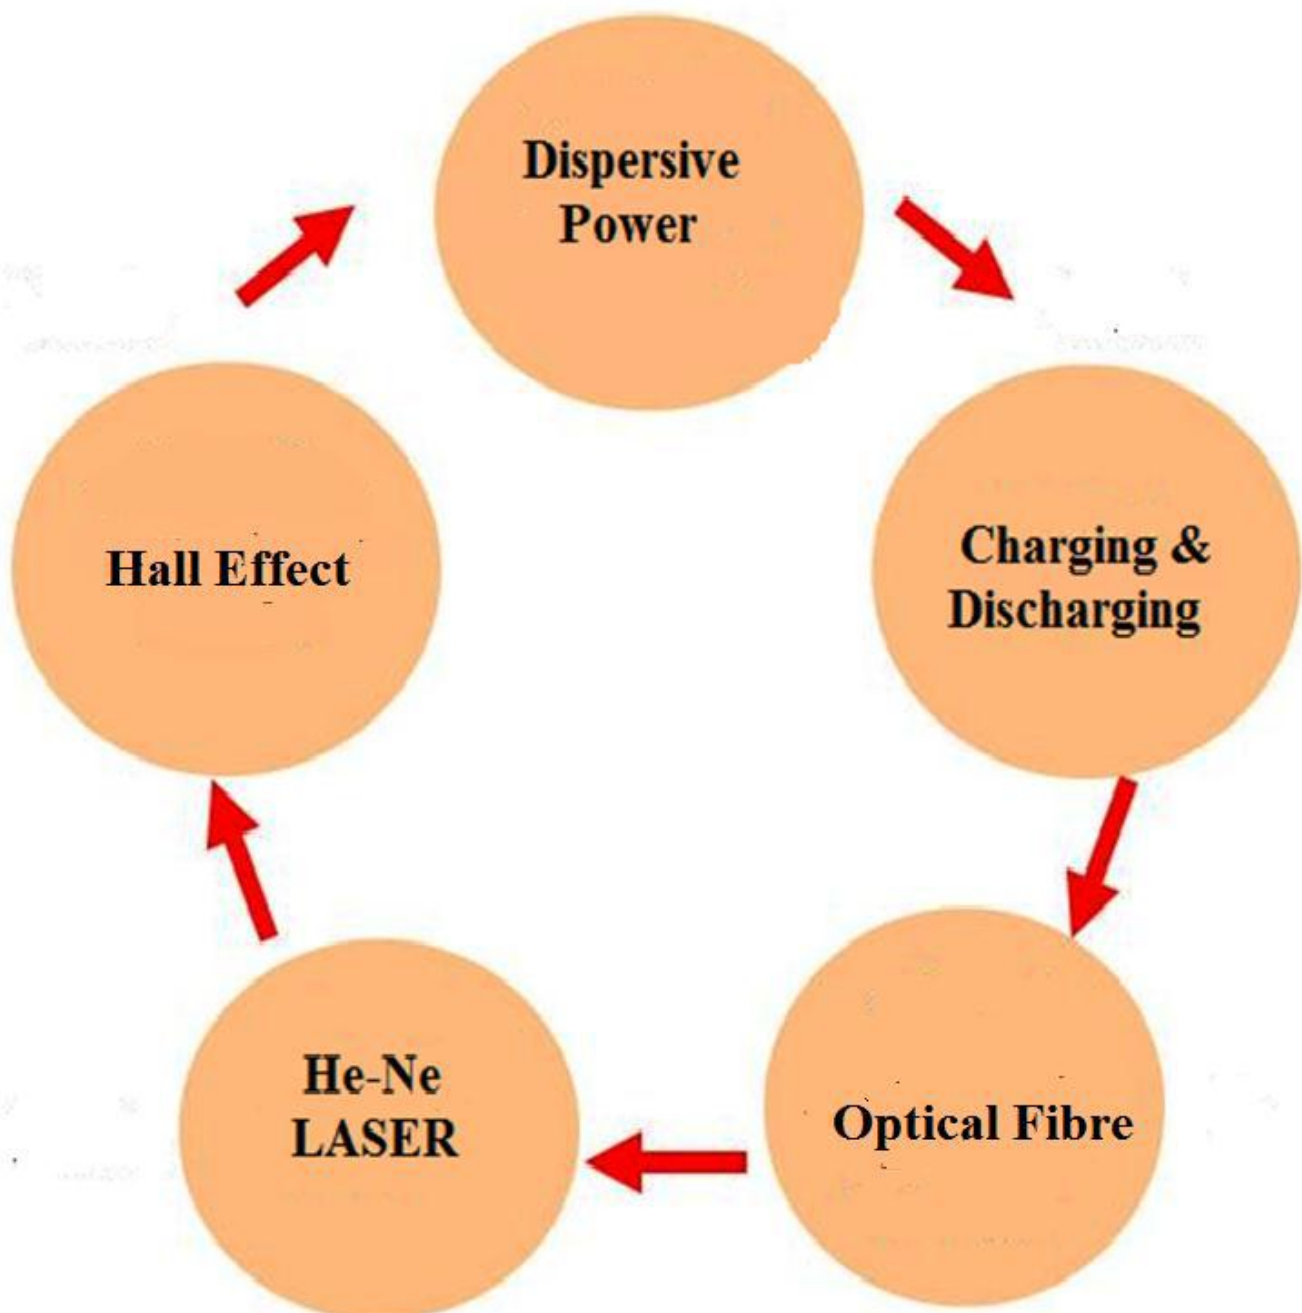 Dispersive
Power
Charging &
Discharging
Optical Fibre
He-Ne
LASER
Hall Effect